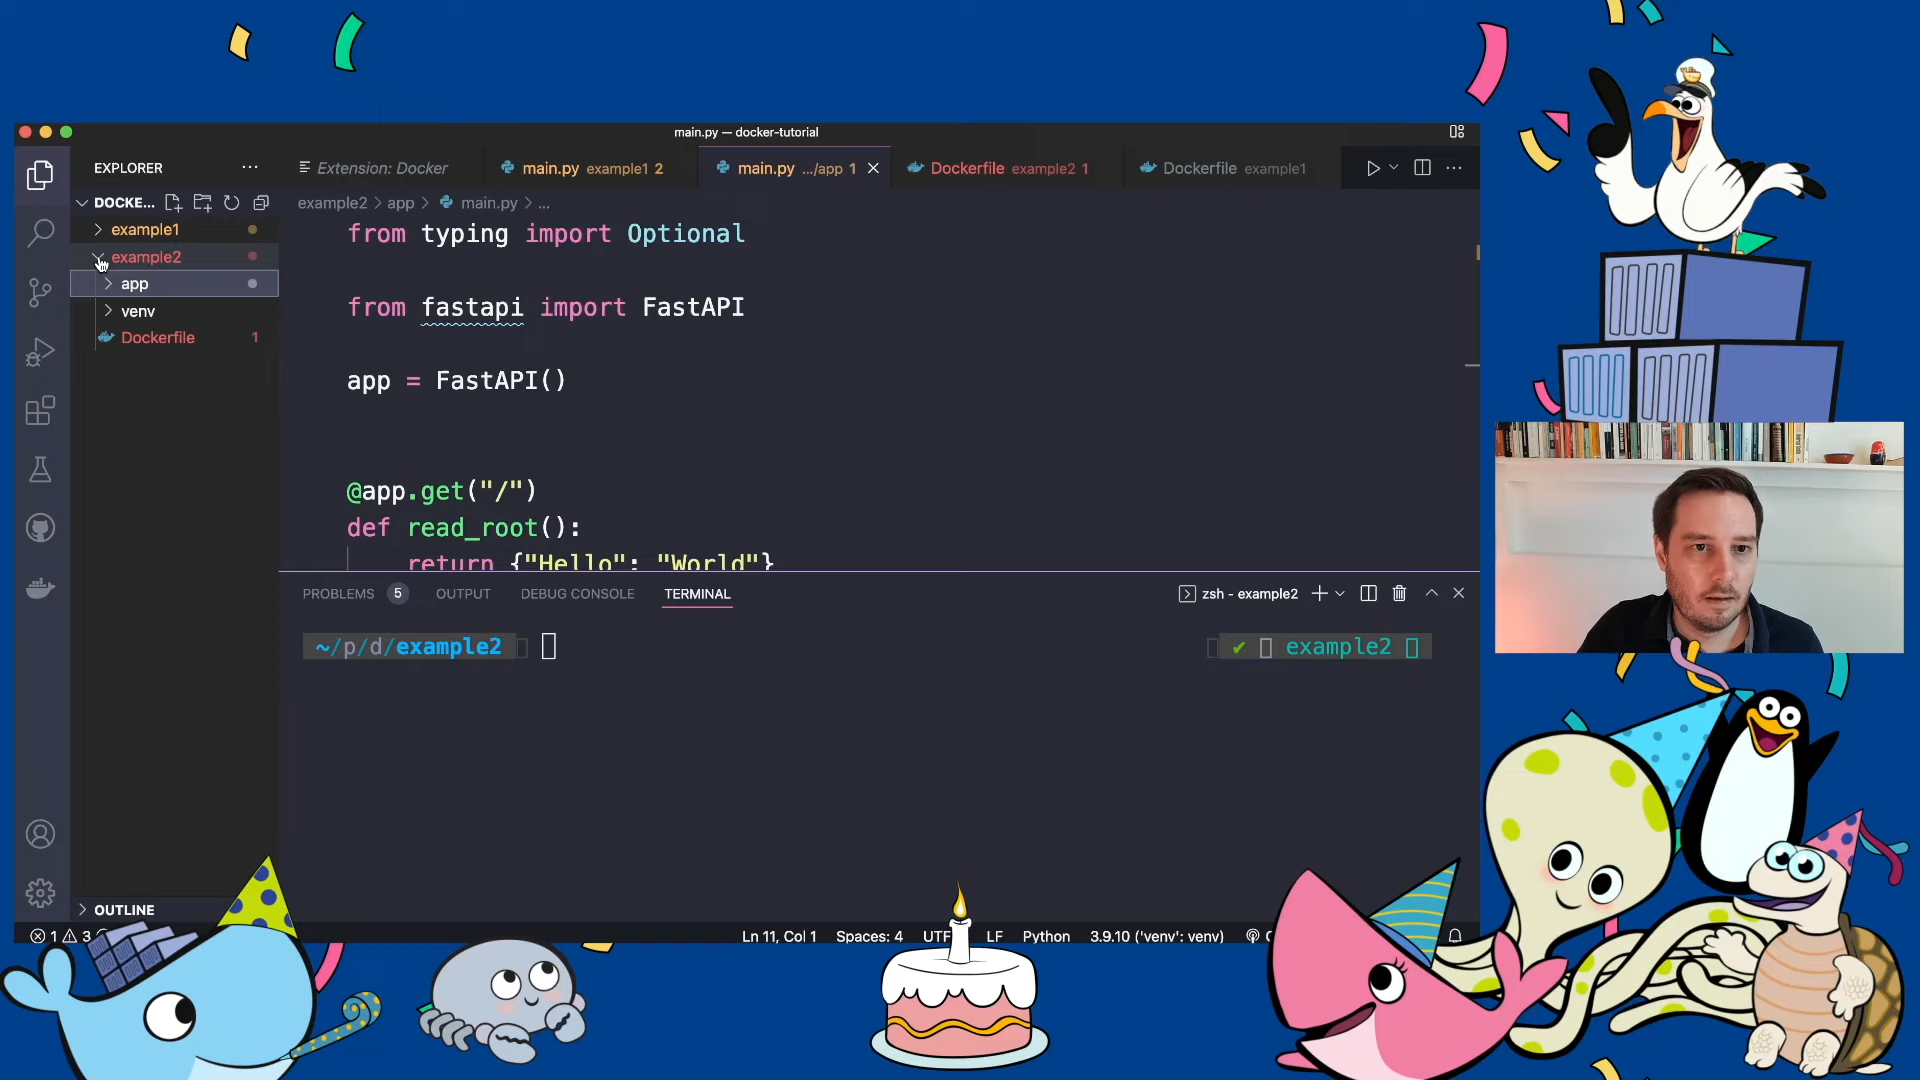 main.py — docker-tutorial
EXPLORER
Extension: Docker
main.py example1 2
main.py .../app 1
Dockerfile example2 1
Dockerfile example1
DOCKE...
example1
example2
app
venv
Dockerfile 1
example2 > app > main.py > ...
from typing import Optional
from fastapi import FastAPI
app = FastAPI()
@app.get("/")
def read_root():
return {"Hello": "World"}
PROBLEMS 5 OUTPUT DEBUG CONSOLE TERMINAL
zsh - example2
~/p/d/example2
✔ example2
OUTLINE
1 3
Ln 11, Col 1 Spaces: 4 UTF LF Python 3.9.10 ('venv': venv)